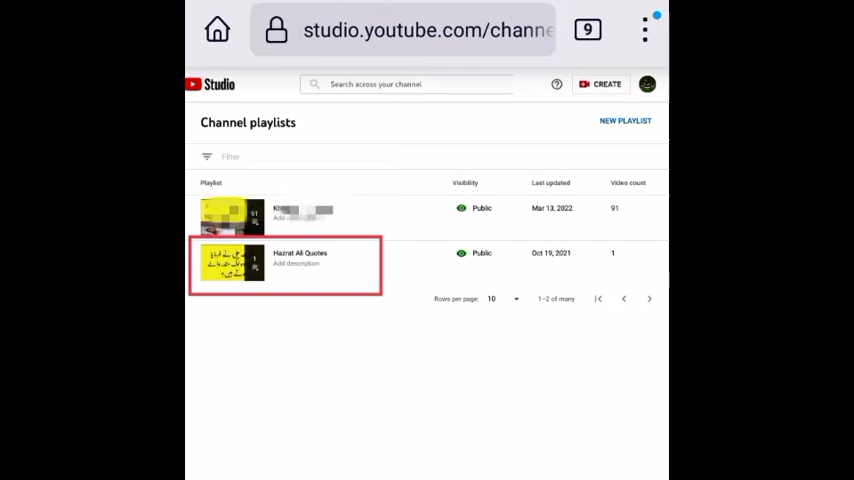 studio.youtube.com/channe
9
Studio
Search across your channel
CREATE
Channel playlists
NEW PLAYLIST
Filter
Playlist Visibility Last updated Video count
91
Public Mar 13, 2022 91
1
Hazrat Ali Quotes
Add description
Public Oct 19, 2021 1
Rows per page: 10 1–2 of many